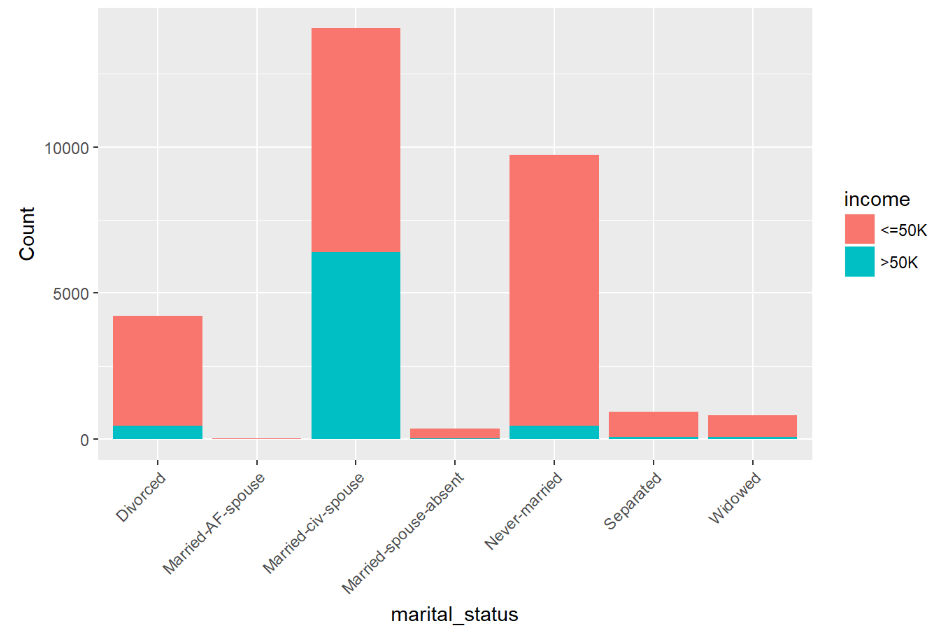 Count
10000
5000
0
Divorced
Married-AF-spouse
Married-civ-spouse
Married-spouse-absent
Never-married
Separated
Widowed
marital_status
income
<=50K
>50K